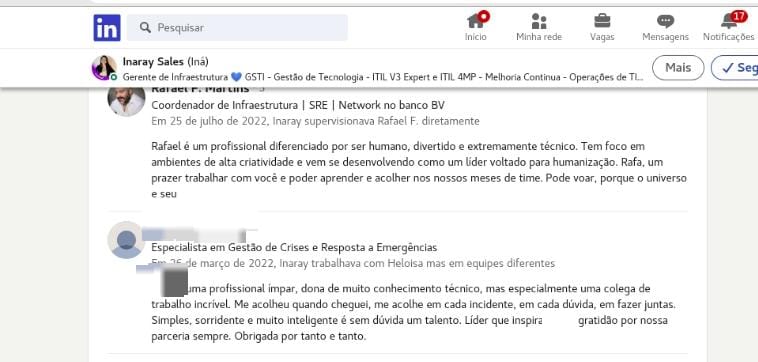 in
Pesquisar
Início
Minha rede
Vagas
Mensagens
17
Notificações
Inaray Sales (Iná)
Gerente de Infraestrutura 💙 GSTI - Gestão de Tecnologia - ITIL V3 Expert e ITIL 4MP - Melhoria Continua - Operações de TI...
Mais
✓ Seg
Rafael F. Martins
Coordenador de Infraestrutura | SRE | Network no banco BV
Em 25 de julho de 2022, Inaray supervisionava Rafael F. diretamente
Rafael é um profissional diferenciado por ser humano, divertido e extremamente técnico. Tem foco em
ambientes de alta criatividade e vem se desenvolvendo como um líder voltado para humanização. Rafa, um
prazer trabalhar com você e poder aprender e acolher nos nossos meses de time. Pode voar, porque o universo
e seu
Especialista em Gestão de Crises e Resposta a Emergências
Em 26 de março de 2022, Inaray trabalhava com Heloisa mas em equipes diferentes
uma profissional ímpar, dona de muito conhecimento técnico, mas especialmente uma colega de
trabalho incrível. Me acolheu quando cheguei, me acolhe em cada incidente, em cada dúvida, em fazer juntas.
Simples, sorridente e muito inteligente é sem dúvida um talento. Líder que inspira gratidão por nossa
parceria sempre. Obrigada por tanto e tanto.